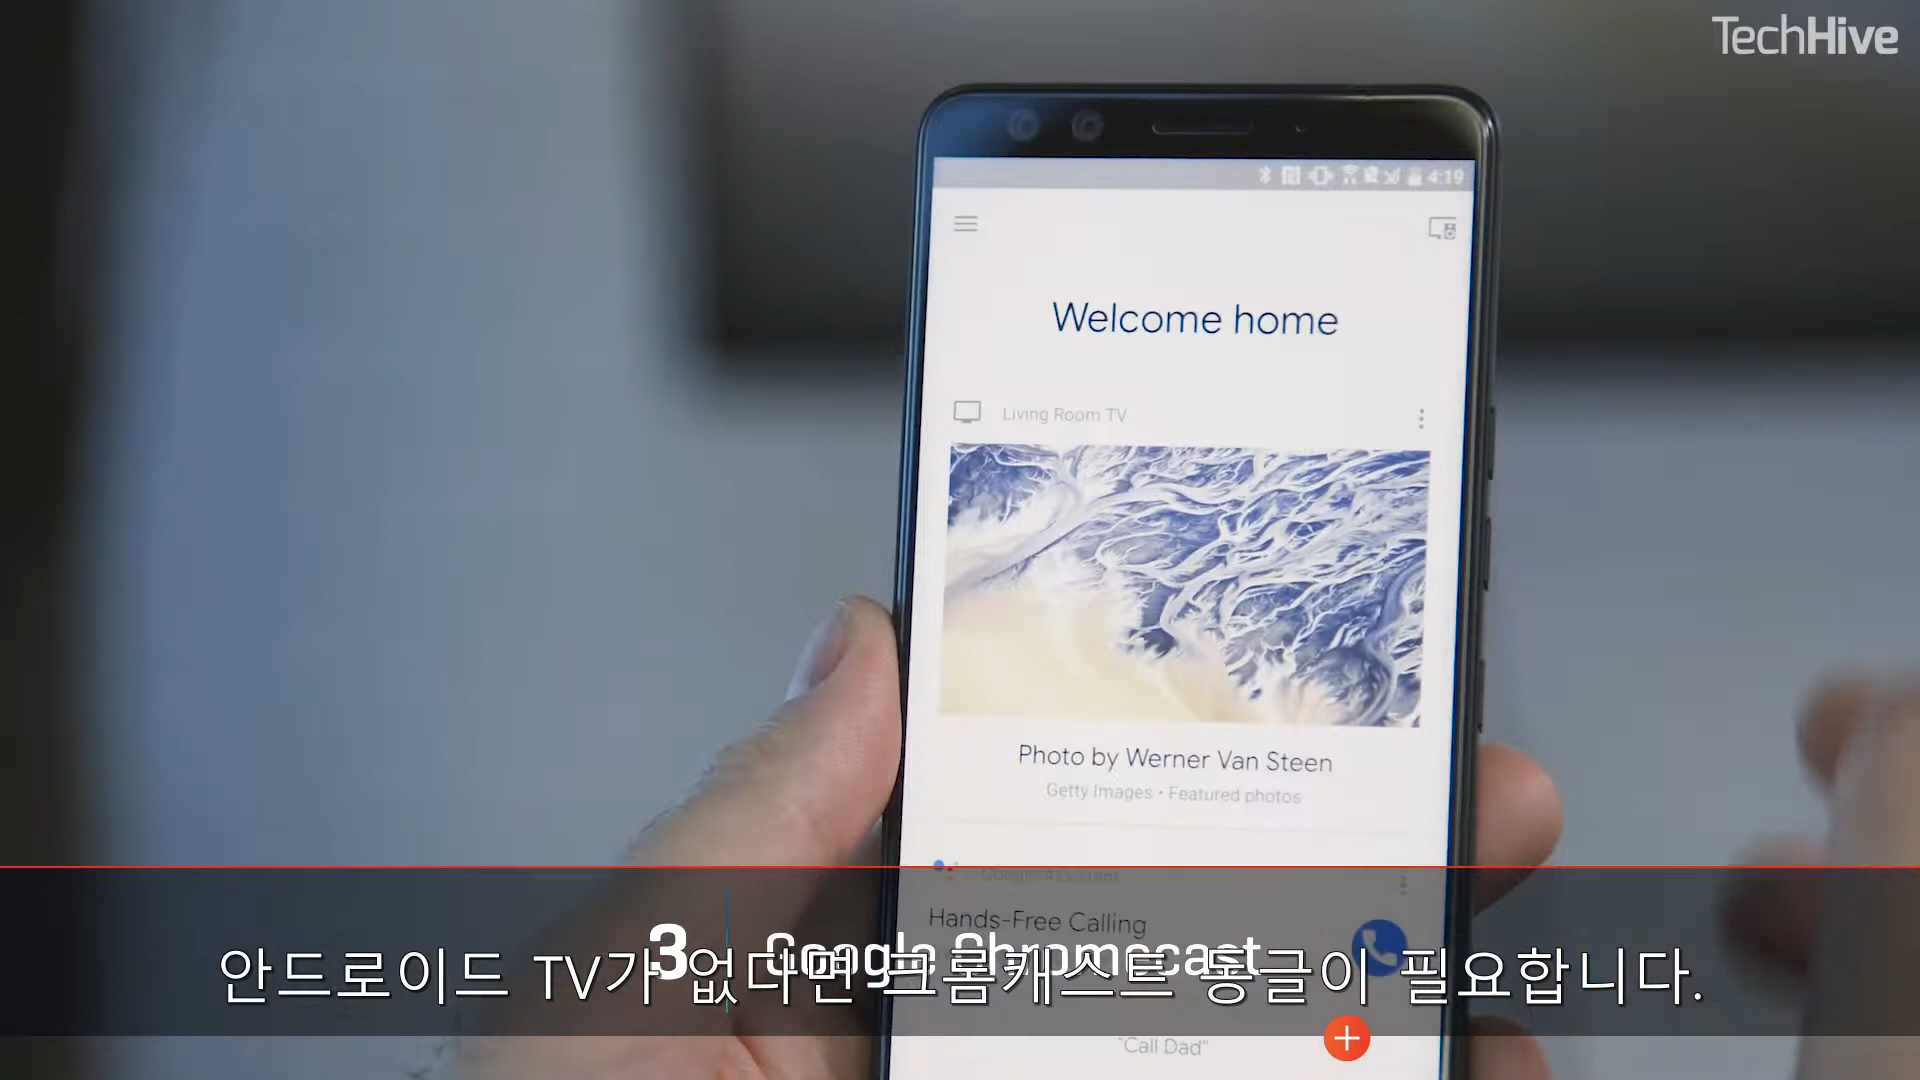 TechHive
4:19
Welcome home
Living Room TV
Photo by Werner Van Steen
Getty Images • Featured photos
Google Assistant
Hands-Free Calling
3 Google Chromecast
안드로이드 TV가 없다면 크롬캐스트 동글이 필요합니다.
"Call Dad"